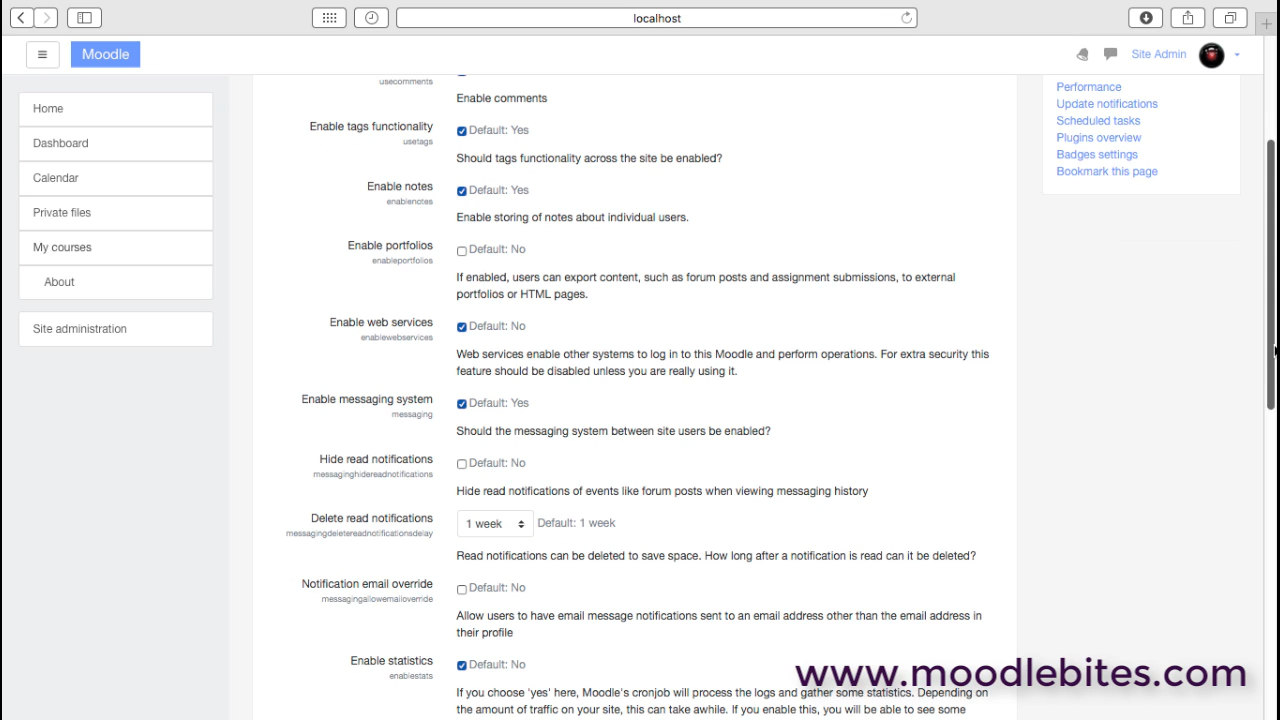 localhost
Moodle
Site Admin
Home
Dashboard
Calendar
Private files
My courses
About
Site administration
usecomments
Enable comments
Enable tags functionality
usetags
Default: Yes
Should tags functionality across the site be enabled?
Enable notes
enablenotes
Default: Yes
Enable storing of notes about individual users.
Enable portfolios
enableportfolios
Default: No
If enabled, users can export content, such as forum posts and assignment submissions, to external
portfolios or HTML pages.
Enable web services
enablewebservices
Default: No
Web services enable other systems to log in to this Moodle and perform operations. For extra security this
feature should be disabled unless you are really using it.
Enable messaging system
messaging
Default: Yes
Should the messaging system between site users be enabled?
Hide read notifications
messaginghidereadnotifications
Default: No
Hide read notifications of events like forum posts when viewing messaging history
Delete read notifications
messagingdeletereadnotificationsdelay
1 week
Default: 1 week
Read notifications can be deleted to save space. How long after a notification is read can it be deleted?
Notification email override
messagingallowemailoverride
Default: No
Allow users to have email message notifications sent to an email address other than the email address in
their profile
Enable statistics
enablestats
Default: No
If you choose 'yes' here, Moodle's cronjob will process the logs and gather some statistics. Depending on
the amount of traffic on your site, this can take awhile. If you enable this, you will be able to see some
Performance
Update notifications
Scheduled tasks
Plugins overview
Badges settings
Bookmark this page
www.moodlebites.com